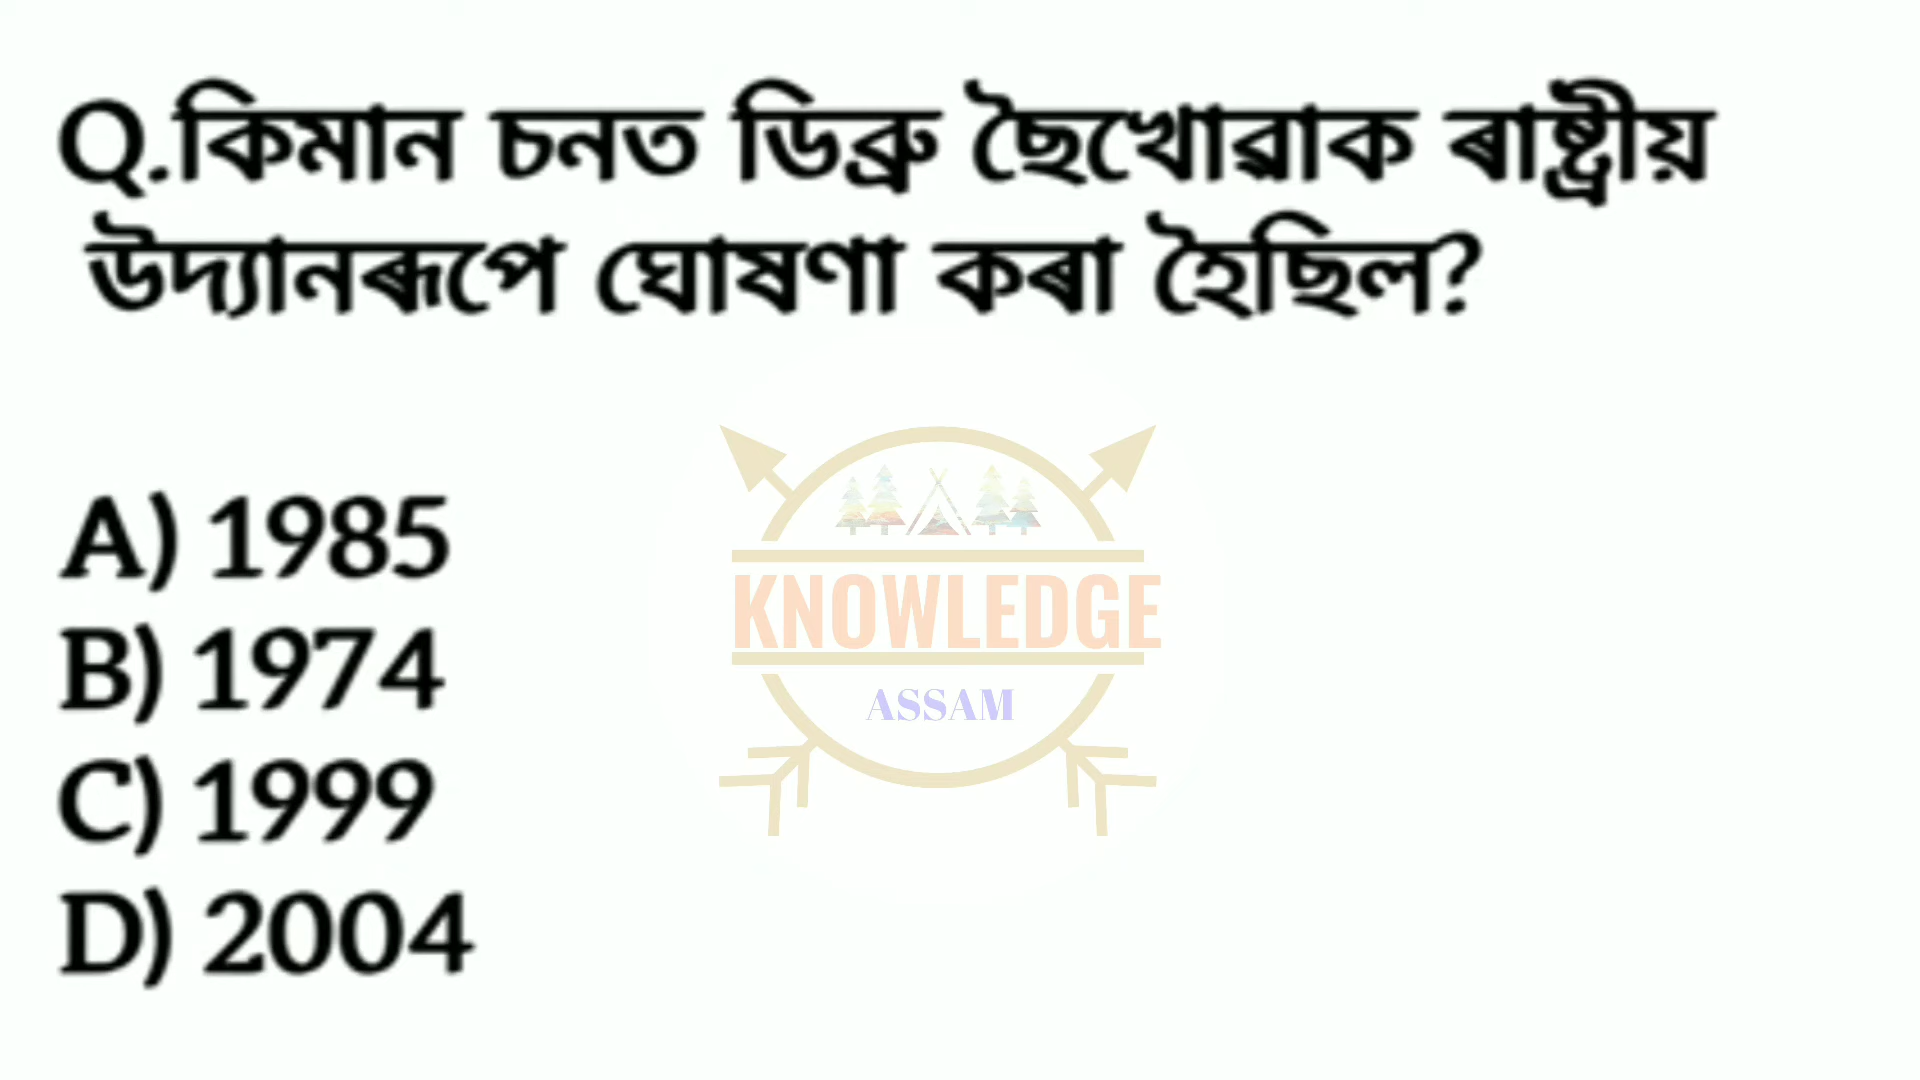 Q.কিমান চনত ডিব্ৰু ছৈখোৱাক ৰাষ্ট্ৰীয়
উদ্যানৰূপে ঘোষণা কৰা হৈছিল?
A) 1985
B) 1974
C) 1999
D) 2004
KNOWLEDGE
ASSAM